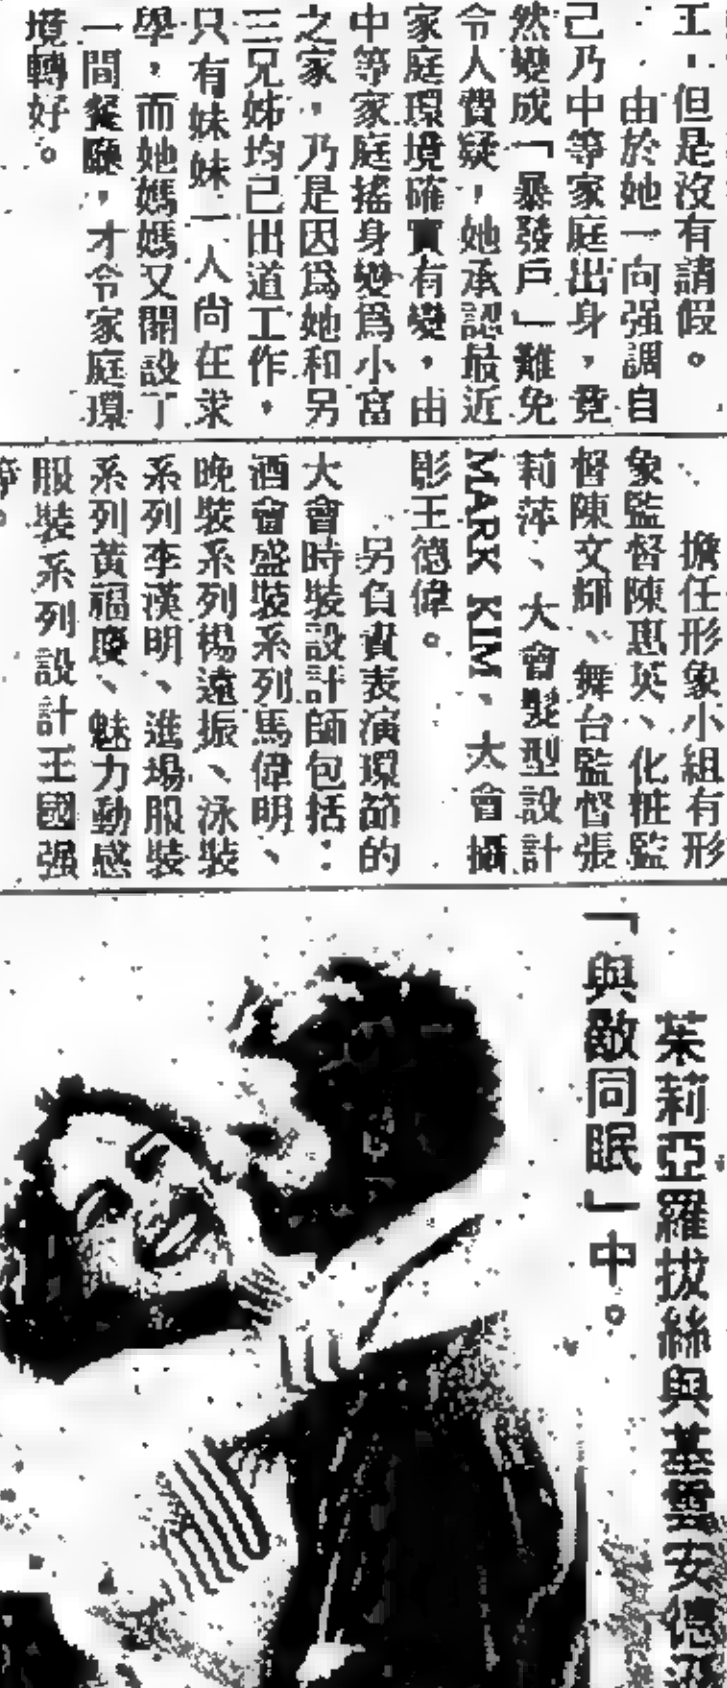 王，但是沒有請假。
由於她一向强調自
己乃中等家庭出身，竟
然變成「暴發戶」難免
令人費疑，她承認最近
家庭環境確實有變，由
中等家庭搖身變爲小富
之家，乃是因爲她和另
三兄姊均已出道工作，
只有妹妹一人尚在求
學，而她媽媽又開設了
一間餐廳，才令家庭環
境轉好。
擔任形象小組有形
象監督陳惠英、化粧監
督陳文輝、舞台監督張
莉萍、大會髮型設計
MARK KIM、大會攝
影王德偉。
另負責表演環節的
大會時裝設計師包括：
酒會盛裝系列馬偉明、
晚裝系列楊遠振、泳裝
系列李漢明、進場服裝
系列黃福慶、魅力動感
服裝系列設計王國强
等。
茱莉亞羅拔絲與基雲安德
「與敵同眠」中。